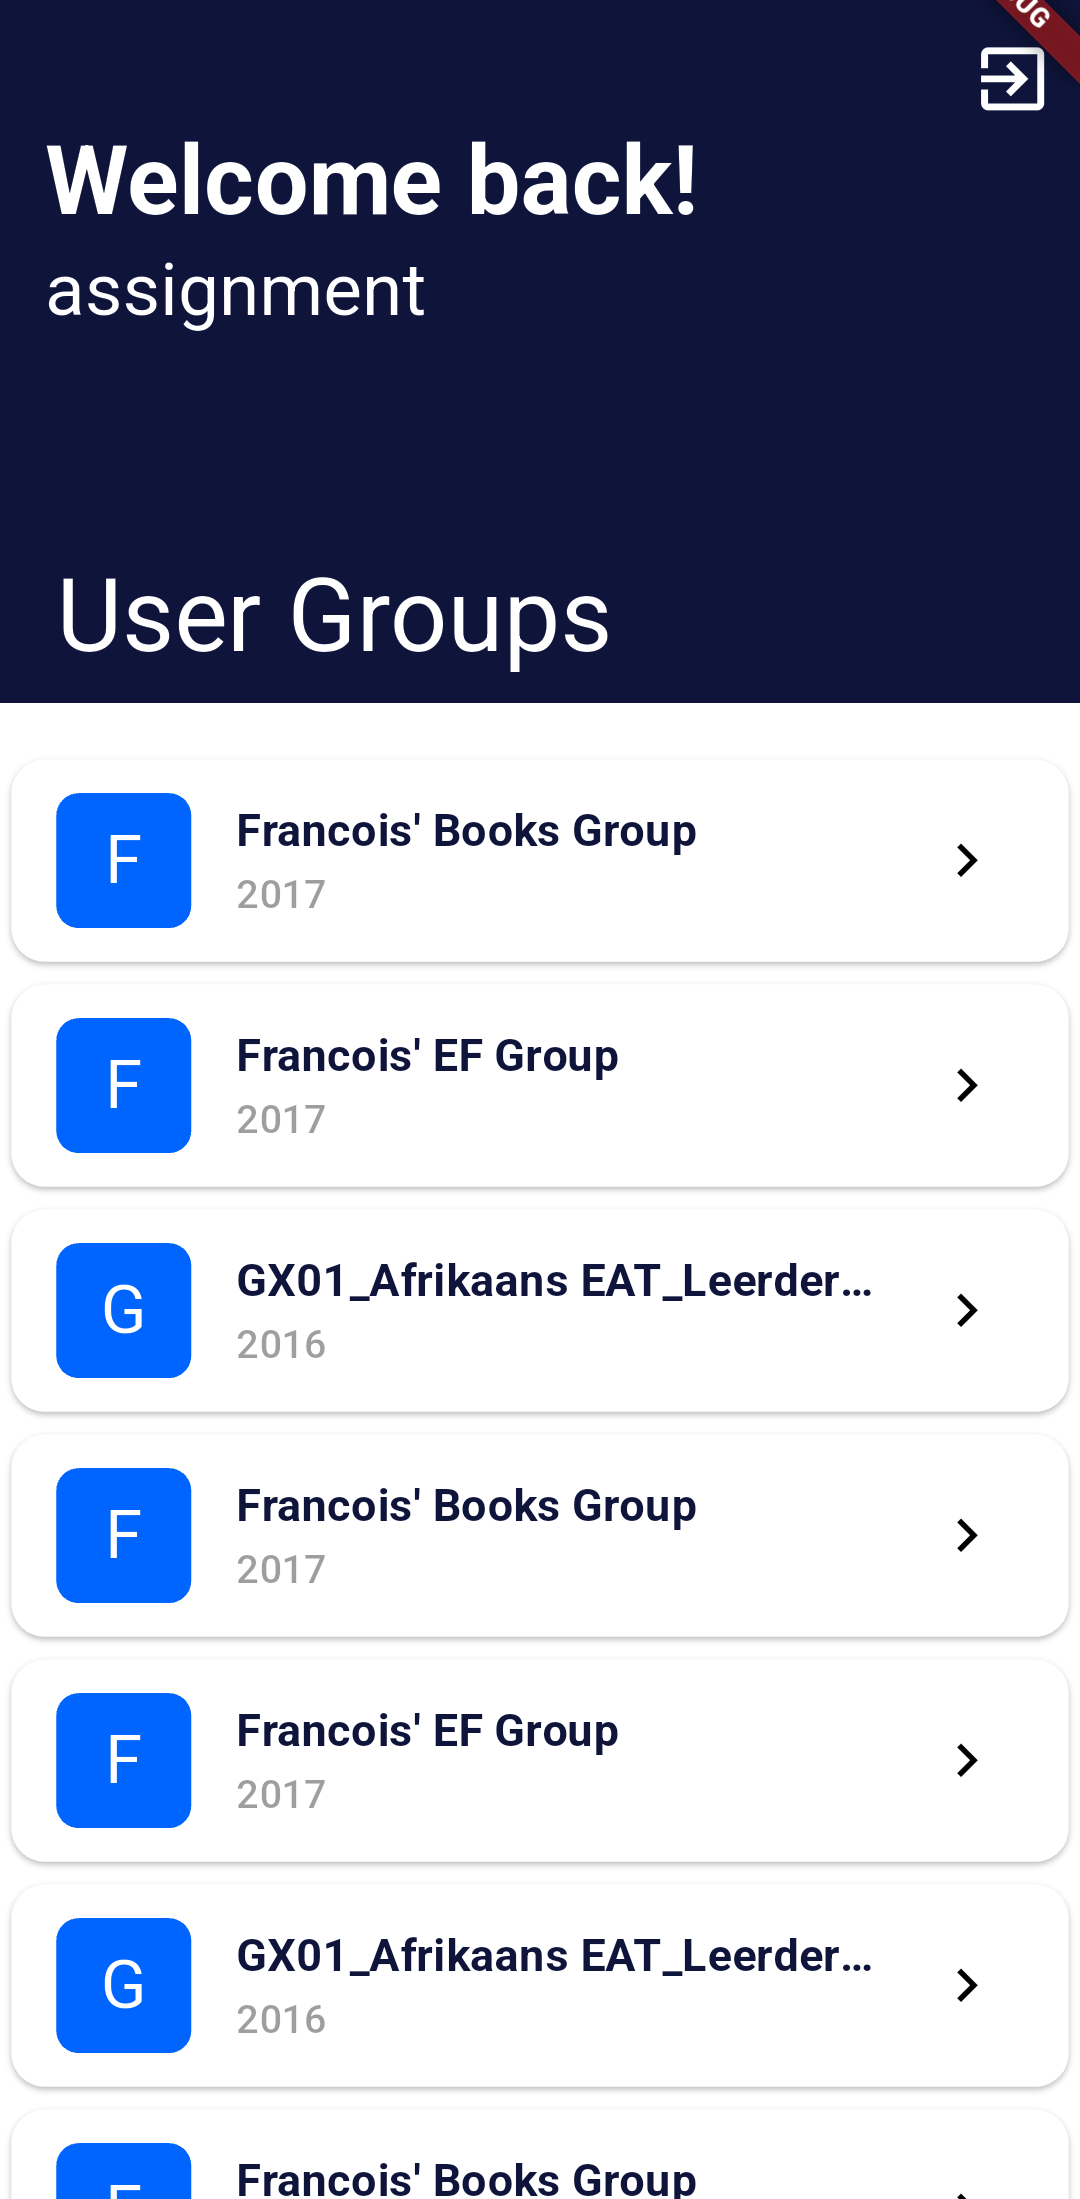 UG
Welcome back!
assignment
User Groups
F
Francois' Books Group
2017
F
Francois' EF Group
2017
G
GX01_Afrikaans EAT_Leerder…
2016
F
Francois' Books Group
2017
F
Francois' EF Group
2017
G
GX01_Afrikaans EAT_Leerder…
2016
F
Francois' Books Group